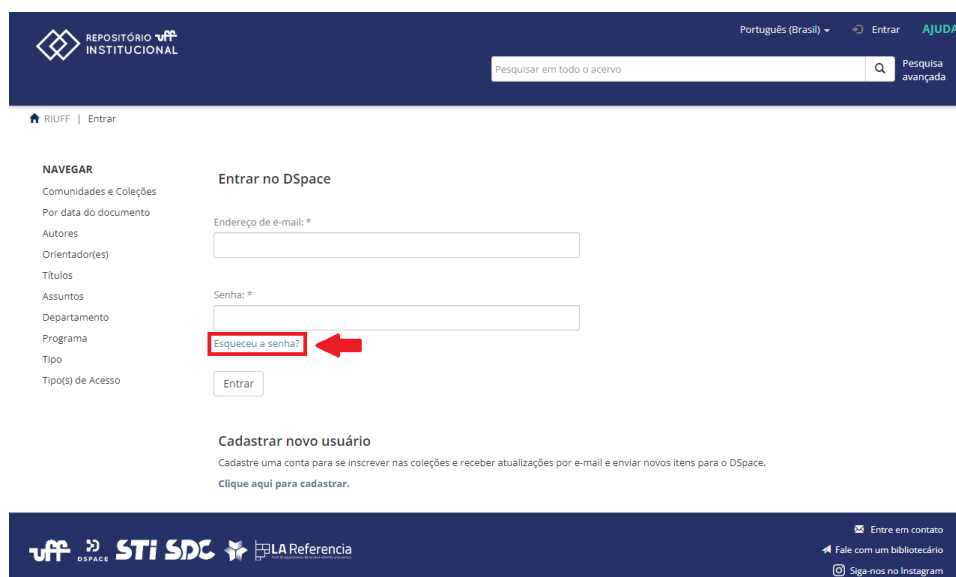 REPOSITÓRIO uff
INSTITUCIONAL
Português (Brasil)
Entrar
AJUDA
Pesquisar em todo o acervo
Pesquisa
avançada
RIUFF | Entrar
NAVEGAR
Comunidades e Coleções
Por data do documento
Autores
Orientador(es)
Títulos
Assuntos
Departamento
Programa
Tipo
Tipo(s) de Acesso
Entrar no DSpace
Endereço de e-mail: *
Senha: *
Esqueceu a senha?
Entrar
Cadastrar novo usuário
Cadastre uma conta para se inscrever nas coleções e receber atualizações por e-mail e enviar novos itens para o DSpace.
Clique aqui para cadastrar.
uff DSPACE STi SDC LA Referencia
Entre em contato
Fale com um bibliotecário
Siga-nos no Instagram